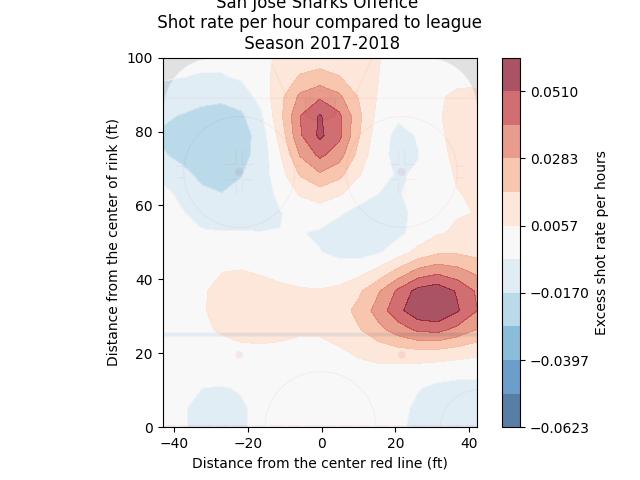 San Jose Sharks Offence
Shot rate per hour compared to league
Season 2017-2018
100
80
60
40
20
0
−40
−20
0
20
40
Distance from the center of rink (ft)
Distance from the center red line (ft)
0.0510
0.0283
0.0057
−0.0170
−0.0397
−0.0623
Excess shot rate per hours